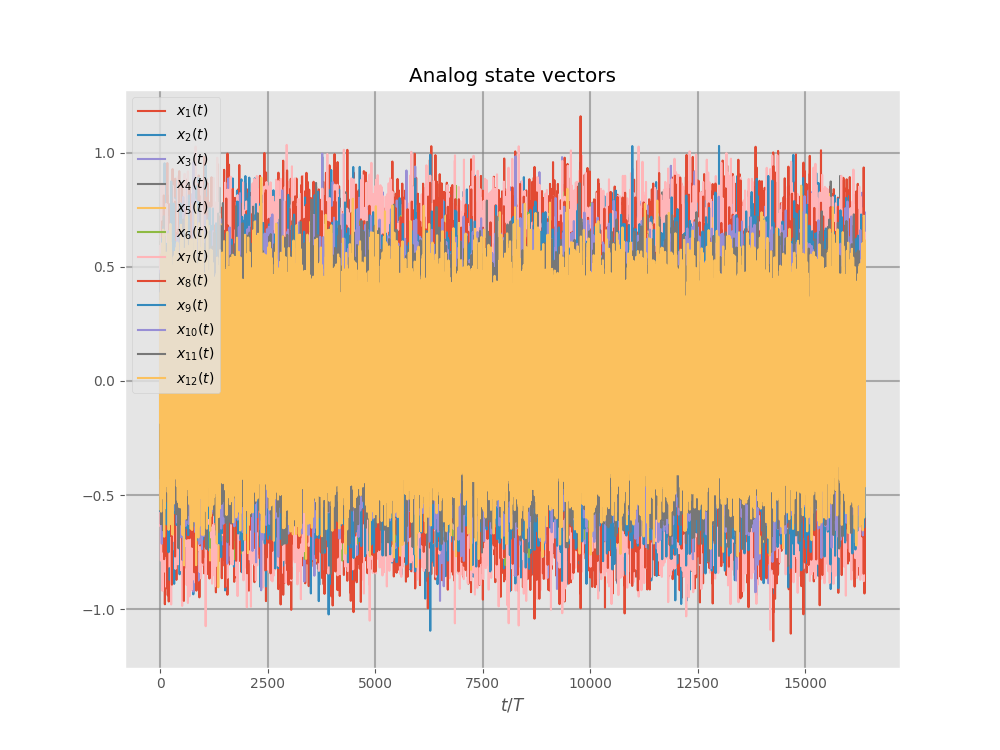 Analog state vectors
x₁(t)
x₂(t)
x₃(t)
x₄(t)
x₅(t)
x₆(t)
x₇(t)
x₈(t)
x₉(t)
x₁₀(t)
x₁₁(t)
x₁₂(t)
1.0
0.5
0.0
−0.5
−1.0
0 2500 5000 7500 10000 12500 15000
t/T